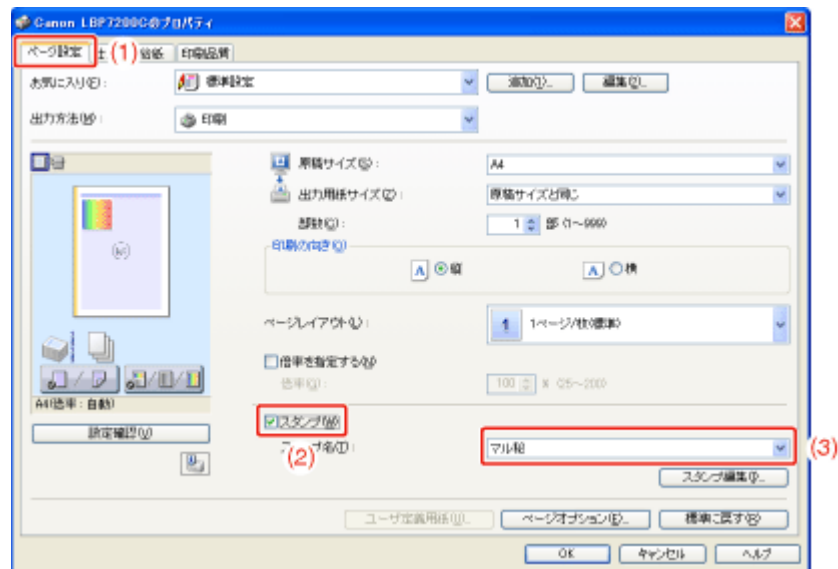 Canon LBP7200Cのプロパティ
ページ設定 (1) 給紙 印刷品質
お気に入り(F): 標準設定 追加(1)... 編集(2)...
出力方法(M): 印刷
原稿サイズ(S): A4
出力用紙サイズ(Z): 原稿サイズと同じ
部数(C): 1 部 (1~9999)
印刷の向き(O)
A 縦 A 横
ページレイアウト(L): 1 1ページ/枚(標準)
倍率を指定する(N)
倍率(Q): 100 % (25~200)
A4(倍率: 自動)
スタンプ(W)
設定確認(V)
(2) プ名(T): マル秘 (3)
スタンプ編集(I)...
ユーザ定義用紙(U)... ページオプション(E)... 標準に戻す(R)
OK キャンセル ヘルプ